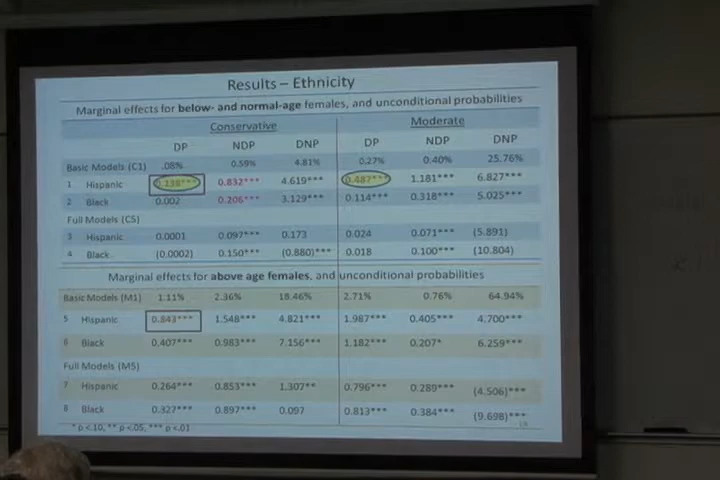 Results – Ethnicity
Marginal effects for below- and normal-age females, and unconditional probabilities
Conservative Moderate
DP NDP DNP DP NDP DNP
Basic Models (C1) .08% 0.59% 4.81% 0.27% 0.40% 25.76%
1 Hispanic 0.138*** 0.832*** 4.619*** 0.487*** 1.181*** 6.827***
2 Black 0.002 0.206*** 3.129*** 0.114*** 0.318*** 5.025***
Full Models (C5)
3 Hispanic 0.0001 0.097*** 0.173 0.024 0.071*** (5.891)
4 Black (0.0002) 0.150*** (0.880)*** 0.018 0.100*** (10.804)
Marginal effects for above age females, and unconditional probabilities
Basic Models (M1) 1.11% 2.36% 18.46% 2.71% 0.76% 64.94%
5 Hispanic 0.843*** 1.548*** 4.821*** 1.987*** 0.405*** 4.700***
6 Black 0.407*** 0.983*** 7.156*** 1.182*** 0.207* 6.259***
Full Models (M5)
7 Hispanic 0.264*** 0.853*** 1.307** 0.796*** 0.289*** (4.506)***
8 Black 0.327*** 0.897*** 0.097 0.813*** 0.384*** (9.698)***
* p <.10, ** p <.05, *** p <.01